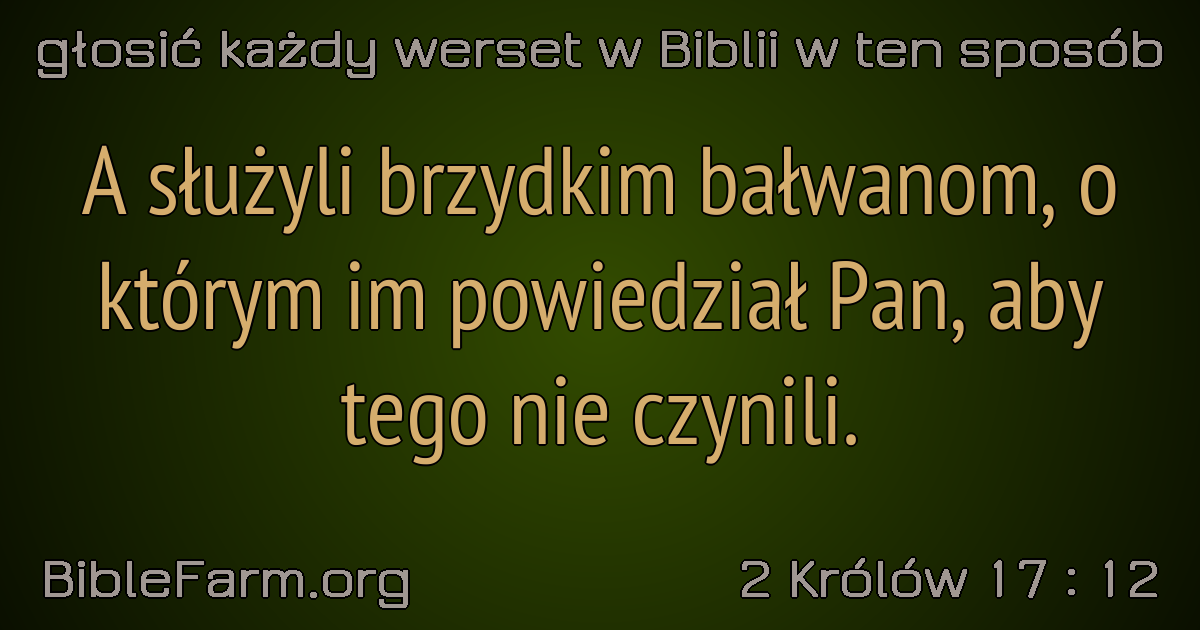 głosić każdy werset w Biblii w ten sposób
A służyli brzydkim bałwanom, o
którym im powiedział Pan, aby
tego nie czynili.
BibleFarm.org
2 Królów 17 : 12